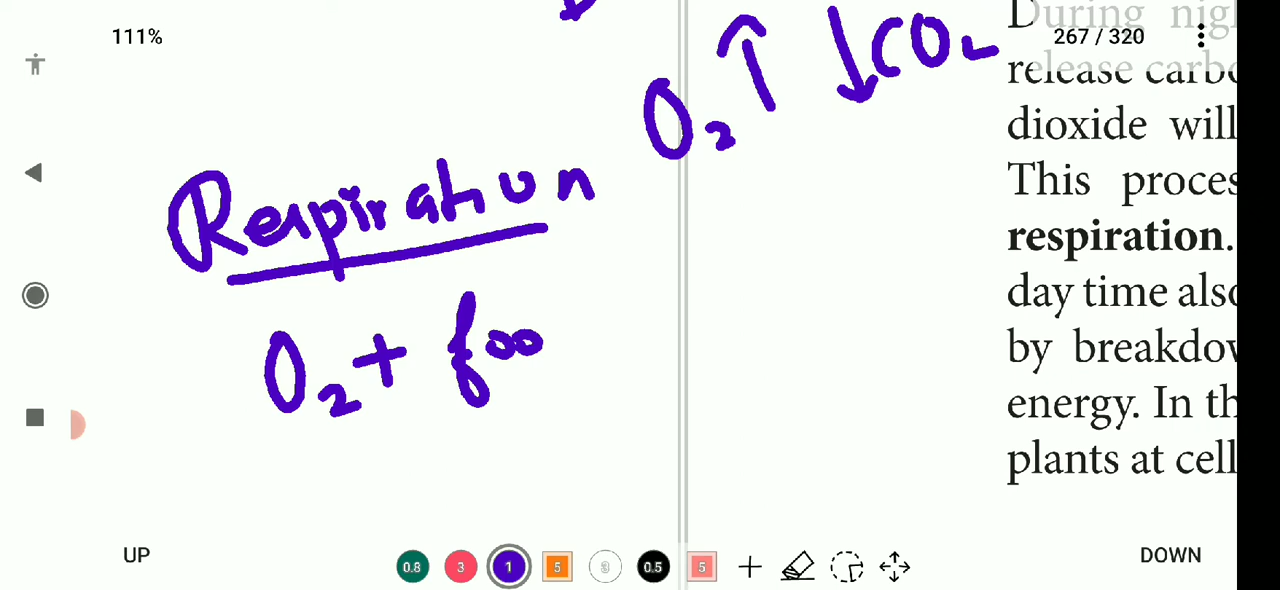 111%
267 / 320
O₂ ↑ ↓ CO₂
Respiration
O₂ + foo
During nig
release carbo
dioxide will
This proces
respiration.
day time also
by breakdow
energy. In th
plants at cell
UP
0.8 3 1 5 3 0.5 5
DOWN